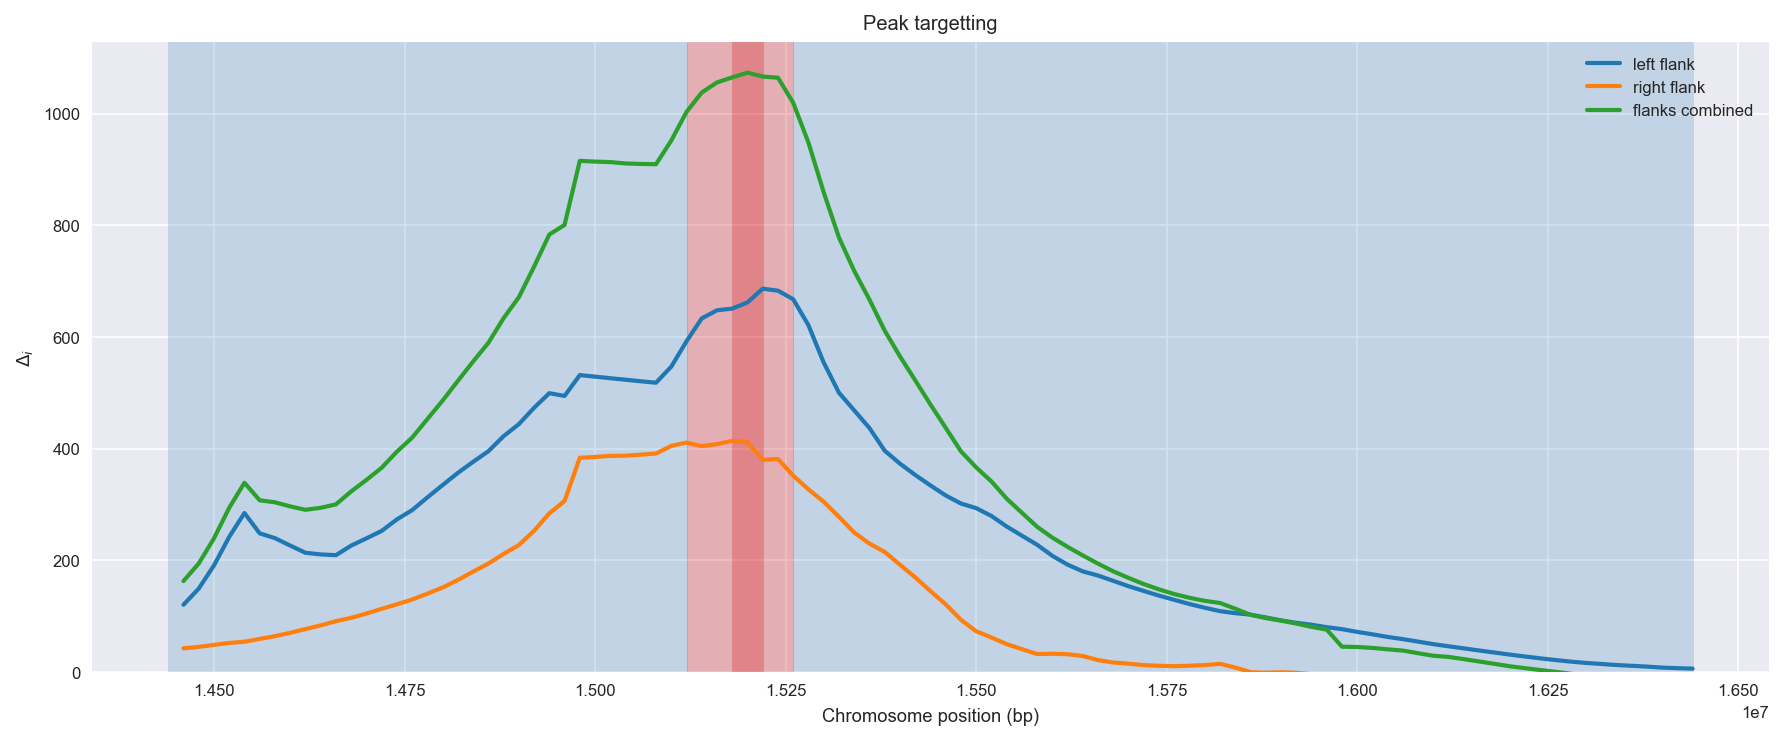 Peak targetting
left flank
right flank
flanks combined
1000
800
600
400
200
0
Δi
1.450 1.475 1.500 1.525 1.550 1.575 1.600 1.625 1.650
1e7
Chromosome position (bp)